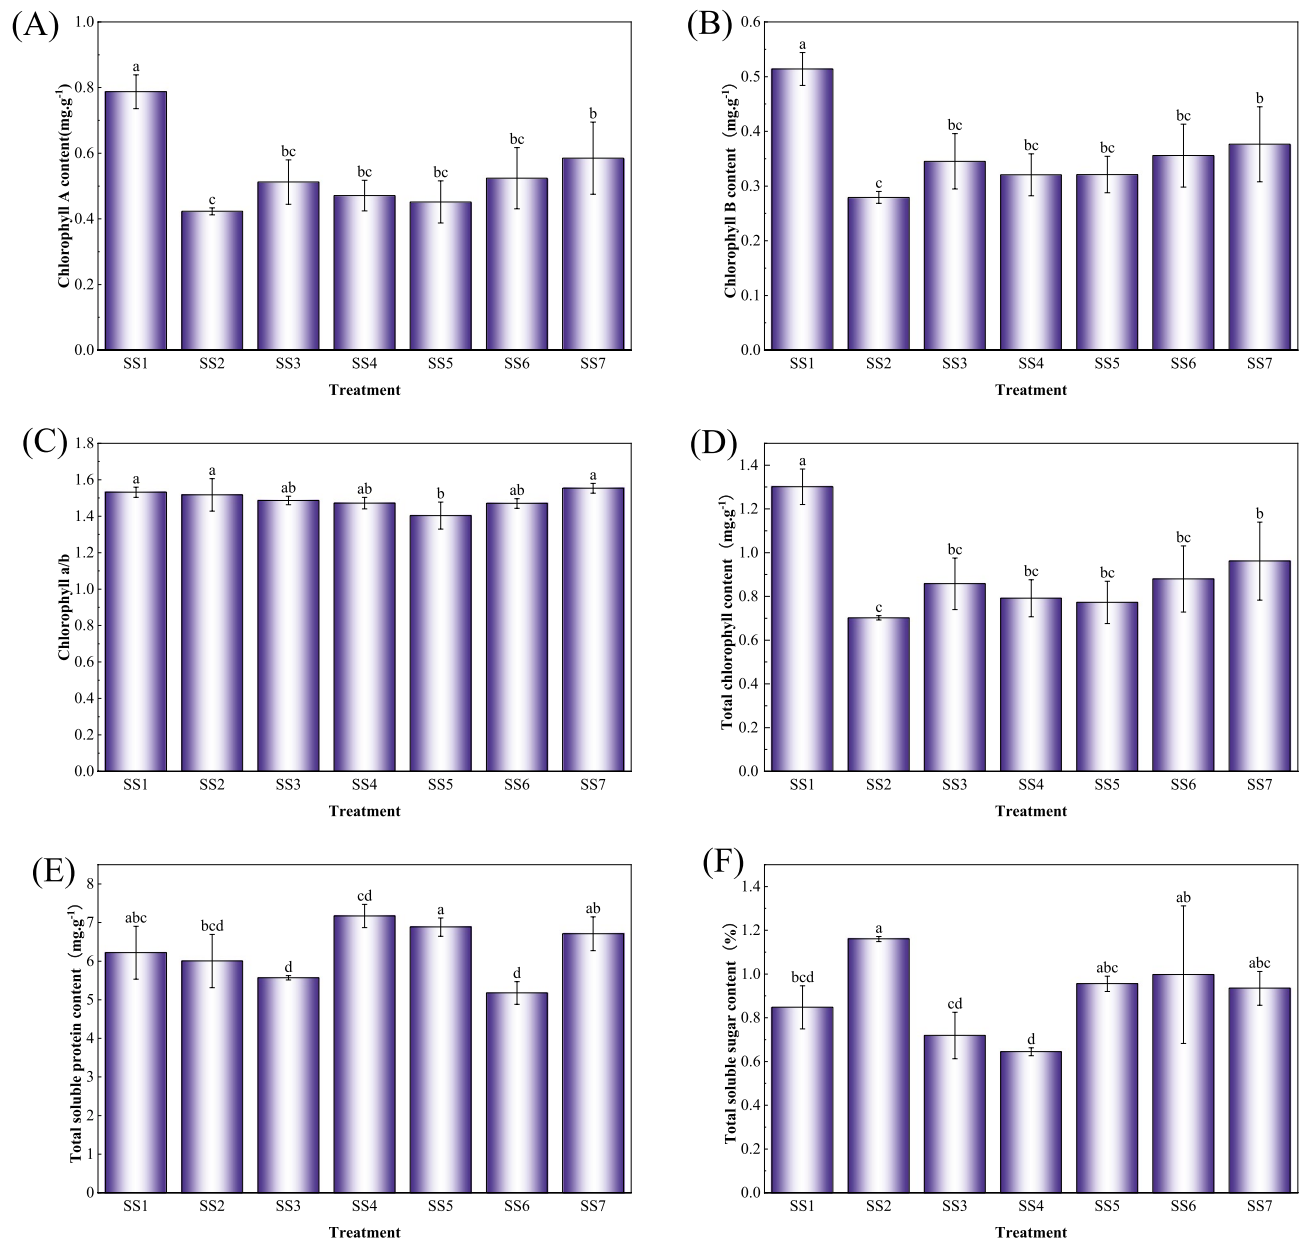 (A)
Chlorophyll A content(mg.g-1)
1.0
0.8
0.6
0.4
0.2
0.0
a
c
bc
bc
bc
bc
b
SS1 SS2 SS3 SS4 SS5 SS6 SS7
Treatment
(B)
Chlorophyll B content（mg.g-1)
0.6
0.5
0.4
0.3
0.2
0.1
0.0
a
c
bc
bc
bc
bc
b
SS1 SS2 SS3 SS4 SS5 SS6 SS7
Treatment
(C)
Chlorophyll a/b
1.8
1.6
1.4
1.2
1.0
0.8
0.6
0.4
0.2
0.0
a
a
ab
ab
b
ab
a
SS1 SS2 SS3 SS4 SS5 SS6 SS7
Treatment
(D)
Total chlorophyll content（mg.g-1)
1.4
1.2
1.0
0.8
0.6
0.4
0.2
0.0
a
c
bc
bc
bc
bc
b
SS1 SS2 SS3 SS4 SS5 SS6 SS7
Treatment
(E)
Total soluble protein content（mg.g-1)
8
7
6
5
4
3
2
1
0
abc
bcd
d
cd
a
d
ab
SS1 SS2 SS3 SS4 SS5 SS6 SS7
Treatment
(F)
Total soluble sugar content（%）
1.4
1.2
1.0
0.8
0.6
0.4
0.2
0.0
bcd
a
cd
d
abc
ab
abc
SS1 SS2 SS3 SS4 SS5 SS6 SS7
Treatment